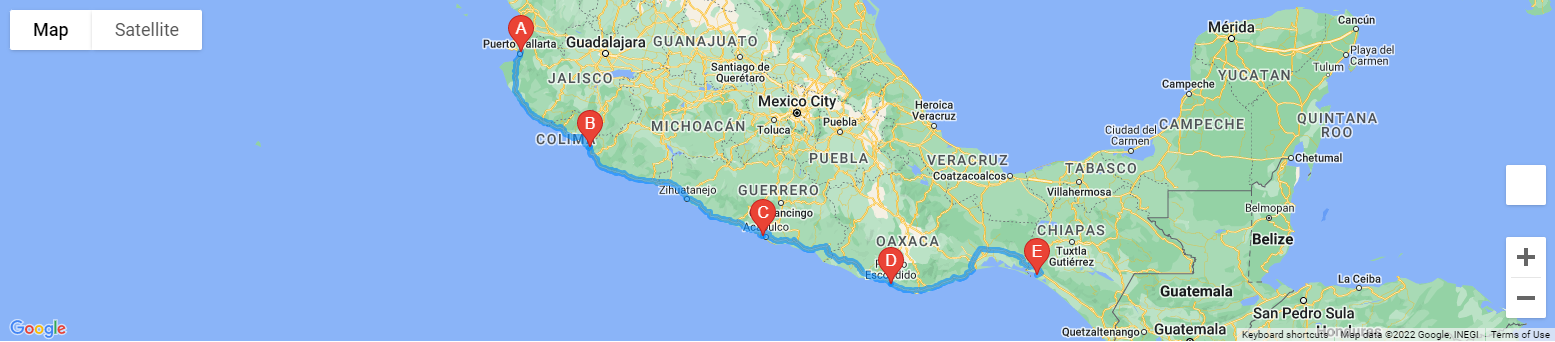 Map
Satellite
A
Puerto Vallarta
Guadalajara
GUANAJUATO
Santiago de
Querétaro
JALISCO
B
COLIMA
MICHOACÁN
Mexico City
Toluca
Puebla
PUEBLA
Heroica
Veracruz
VERACRUZ
Coatzacoalcos
Mérida
Cancún
Playa del
Carmen
Tulum
YUCATAN
Campeche
CAMPECHE
QUINTANA
ROO
Ciudad del
Carmen
Chetumal
TABASCO
Villahermosa
Zihuatanejo
GUERRERO
C
Acapulco
OAXACA
D
Escondido
CHIAPAS
E
Tuxtla
Gutiérrez
Belmopan
Belize
Guatemala
La Ceiba
San Pedro Sula
Honduras
Quetzaltenango
Guatemala
Google
Keyboard shortcuts
Map data ©2022 Google, INEGI
Terms of Use